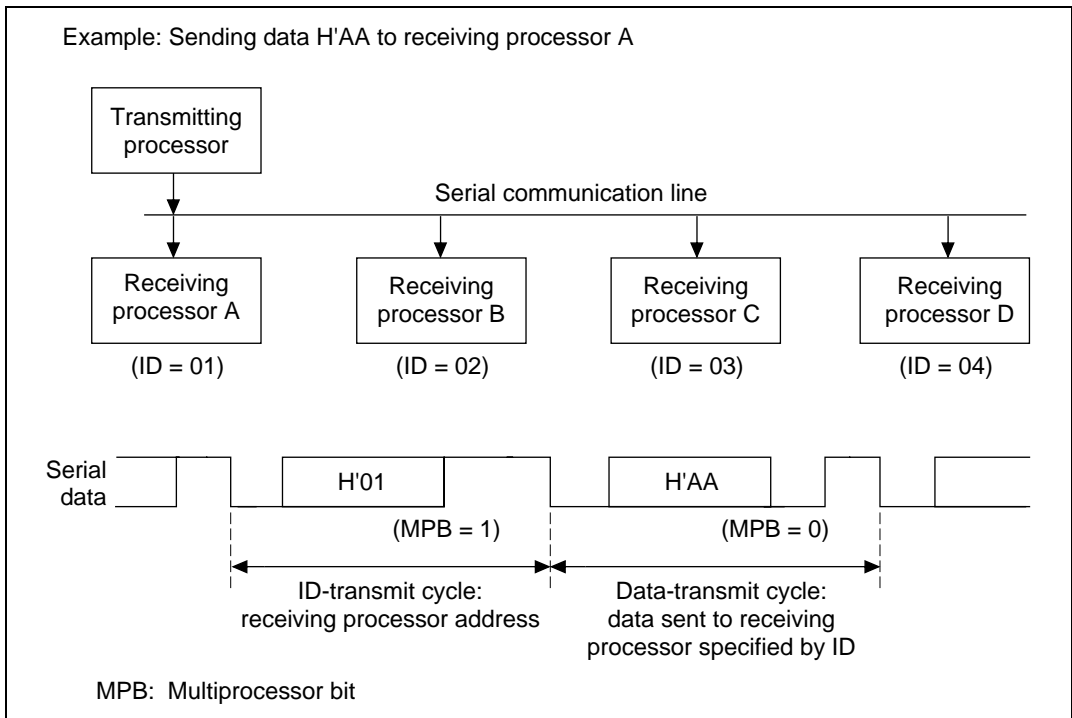 Example: Sending data H'AA to receiving processor A
Transmitting
processor
Serial communication line
Receiving
processor A
Receiving
processor B
Receiving
processor C
Receiving
processor D
(ID = 01)
(ID = 02)
(ID = 03)
(ID = 04)
Serial
data
H'01
H'AA
(MPB = 1)
(MPB = 0)
ID-transmit cycle:
receiving processor address
Data-transmit cycle:
data sent to receiving
processor specified by ID
MPB: Multiprocessor bit